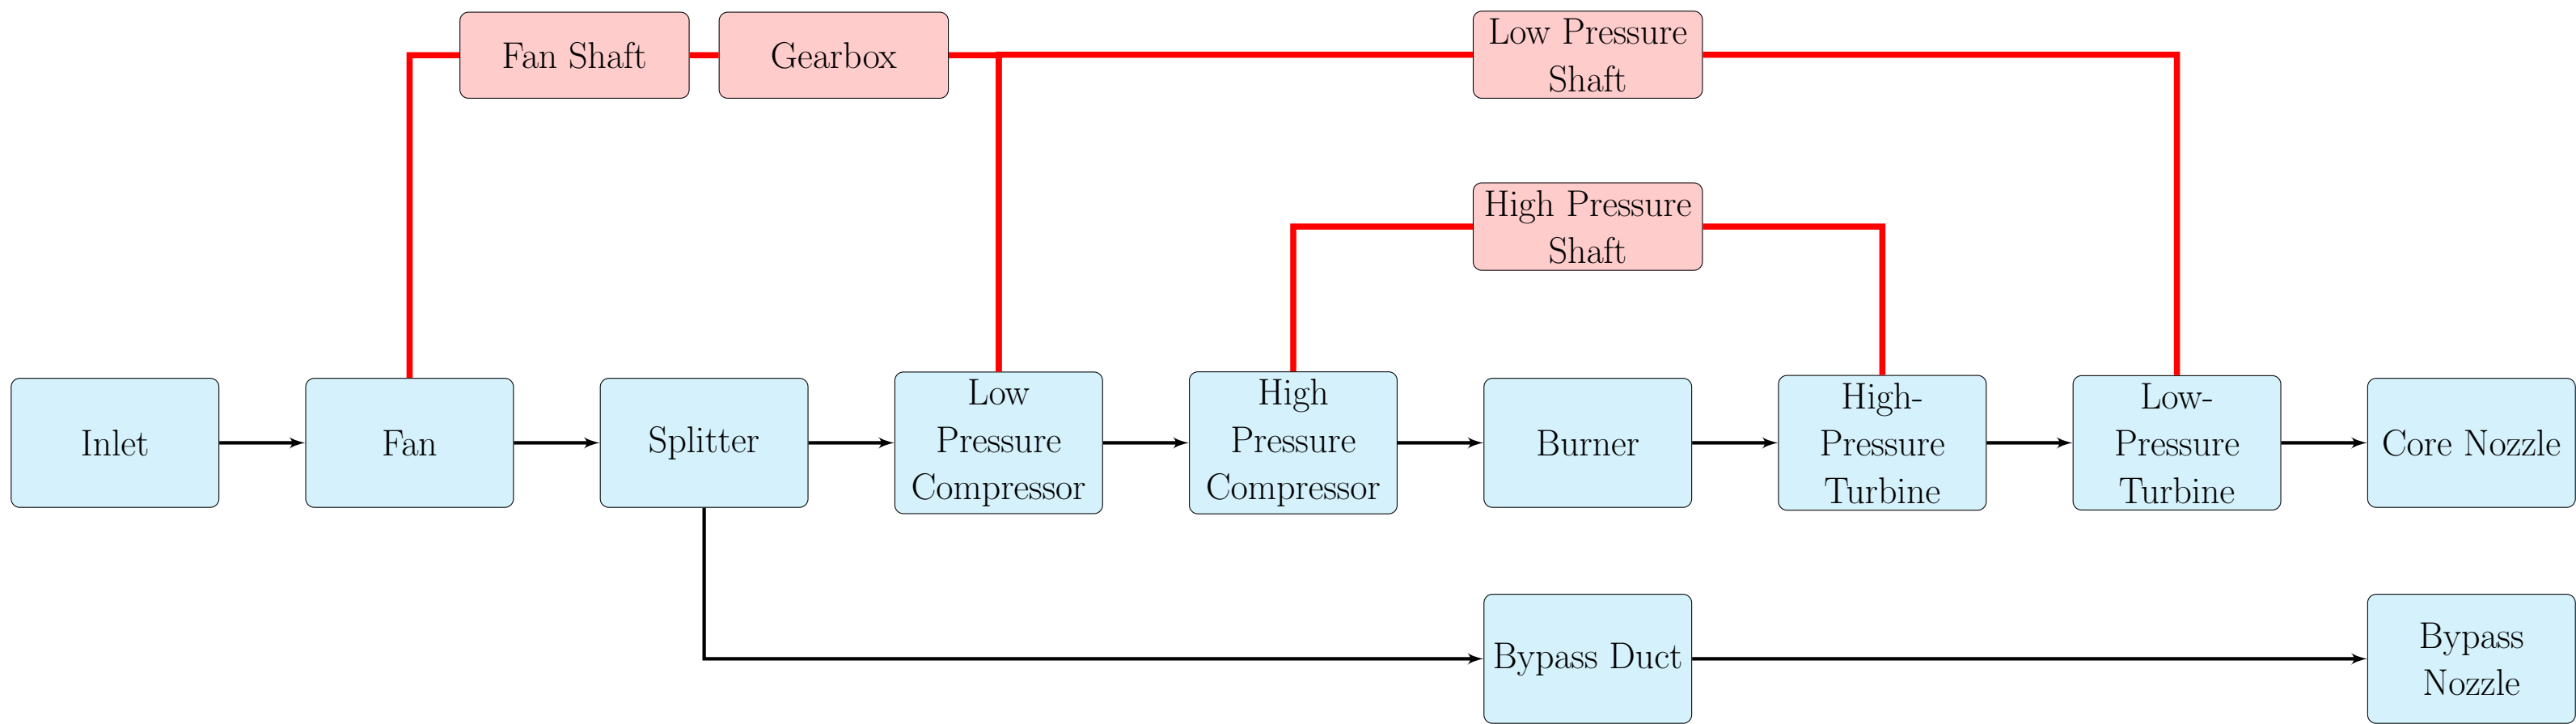 Fan Shaft
Gearbox
Low Pressure
Shaft
High Pressure
Shaft
Inlet
Fan
Splitter
Low
Pressure
Compressor
High
Pressure
Compressor
Burner
High-
Pressure
Turbine
Low-
Pressure
Turbine
Core Nozzle
Bypass Duct
Bypass
Nozzle